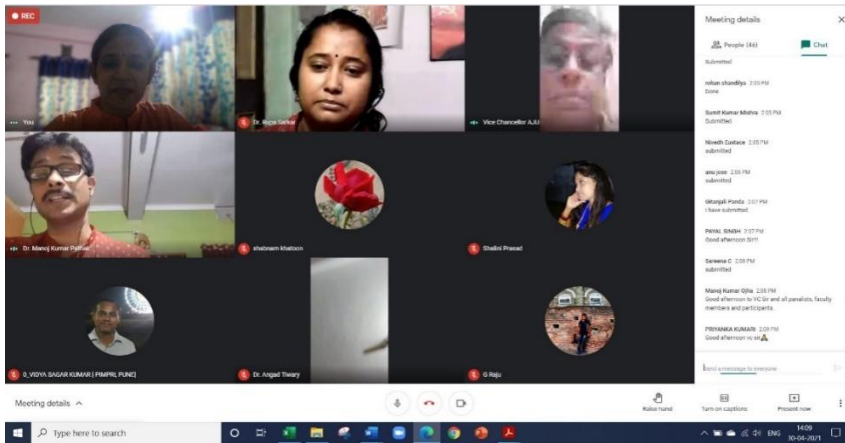 REC
You
Dr. Rupa Sarkar
Vice Chancellor AJU
Dr. Manoj Kumar
shabnam khatoon
Shalini Prasad
0_VIDYA SAGAR KUMAR [ PIMPRI, PUNE]
Dr. Angad Tiwary
G Raju
Meeting details
People (46)
Chat
Submitted
rohan shandilya 2:05 PM
Done
Sumit Kumar Mishra 2:05 PM
Submitted
Nivedh Eustace 2:05 PM
submitted
anu jose 2:06 PM
submitted
Gitanjali Panda 2:07 PM
I have submitted
PAYAL SINGH 2:07 PM
Good afternoon Sir!!
Sareena C 2:08 PM
submitted
Manoj Kumar Ojha 2:08 PM
Good afternoon to VC Sir and all panalists, faculty
members and participants.
PRIYANKA KUMARI 2:09 PM
Good afternoon vc sir
Send a message to everyone
Meeting details
Raise hand
Turn on captions
Present now
Type here to search
ENG
14:09
30-04-2021